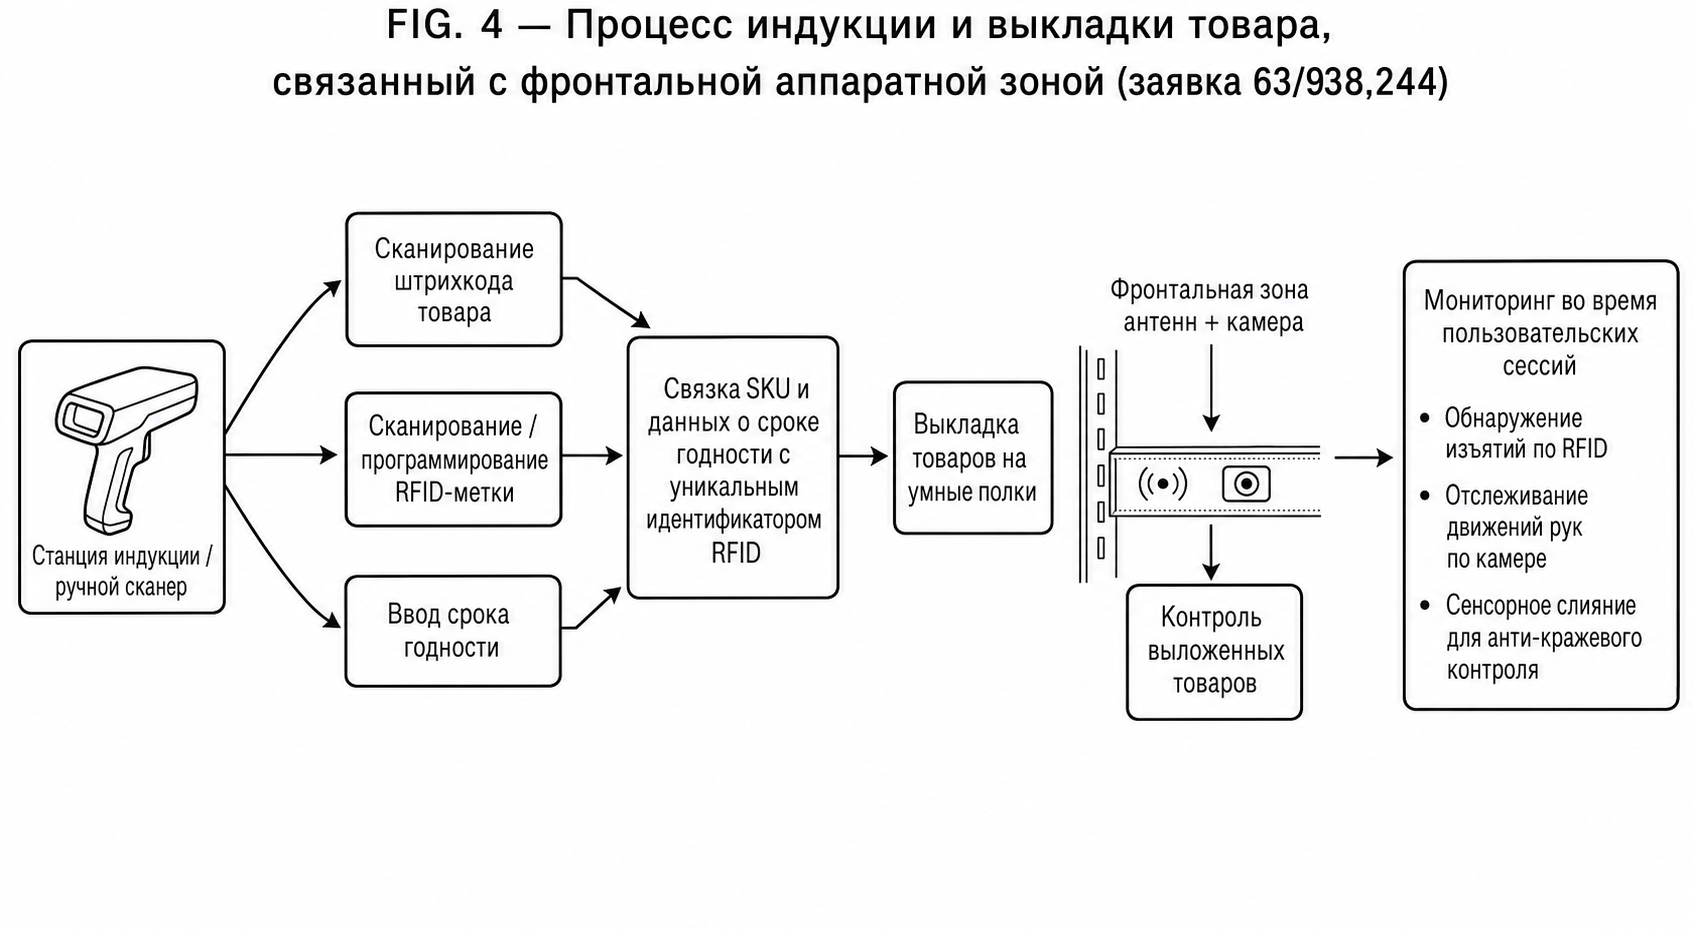 FIG. 4 — Процесс индукции и выкладки товара,
связанный с фронтальной аппаратной зоной (заявка 63/938,244)
Станция индукции /
ручной сканер
Сканирование
штрихкода
товара
Сканирование /
программирование
RFID-метки
Ввод срока
годности
Связка SKU и
данных о сроке
годности с
уникальным
идентификатором
RFID
Выкладка
товаров на
умные полки
Фронтальная зона
антенн + камера
Контроль
выложенных
товаров
Мониторинг во время
пользовательских
сессий
• Обнаружение
изъятий по RFID
• Отслеживание
движений рук
по камере
• Сенсорное слияние
для анти-кражевого
контроля